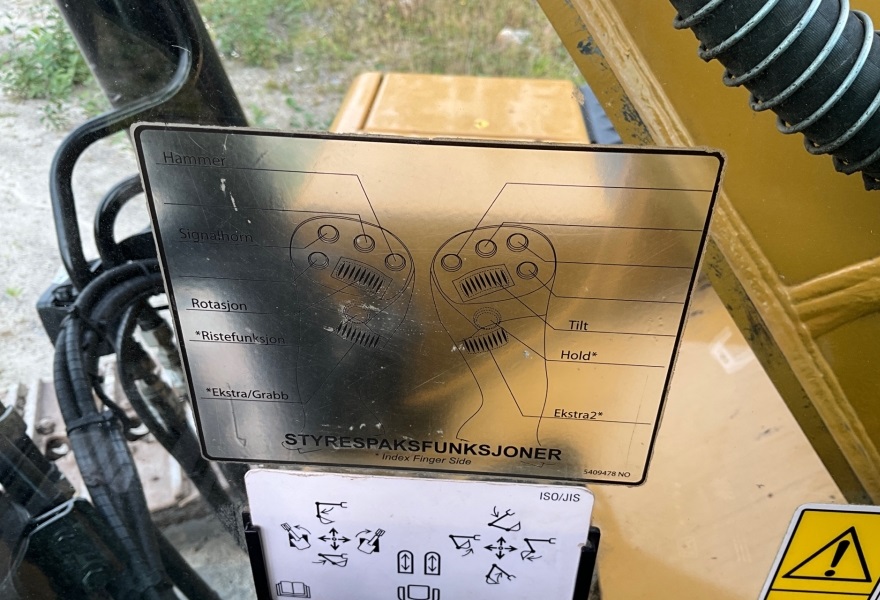 Hammer
Signalhorn
Rotasjon
*Ristefunksjon
*Ekstra/Grabb
Tilt
Hold*
Ekstra2*
STYRESPAKSFUNKSJONER
* Index Finger Side
5409478 NO
ISO/JIS